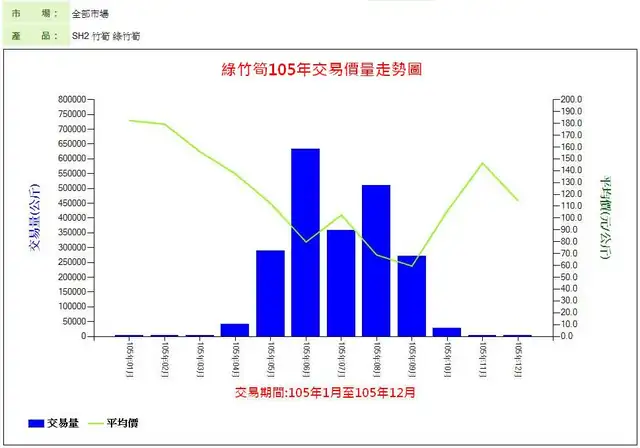 市 場： 全部市場
產 品： SH2 竹筍 綠竹筍
綠竹筍105年交易價量走勢圖
800000
750000
700000
650000
600000
550000
500000
450000
400000
350000
300000
250000
200000
150000
100000
50000
0
交易量(公斤)
200.0
190.0
180.0
170.0
160.0
150.0
140.0
130.0
120.0
110.0
100.0
90.0
80.0
70.0
60.0
50.0
40.0
30.0
20.0
10.0
0.0
平均價(元/公斤)
105年01月
105年02月
105年03月
105年04月
105年05月
105年06月
105年07月
105年08月
105年09月
105年10月
105年11月
105年12月
交易期間:105年1月至105年12月
交易量 平均價